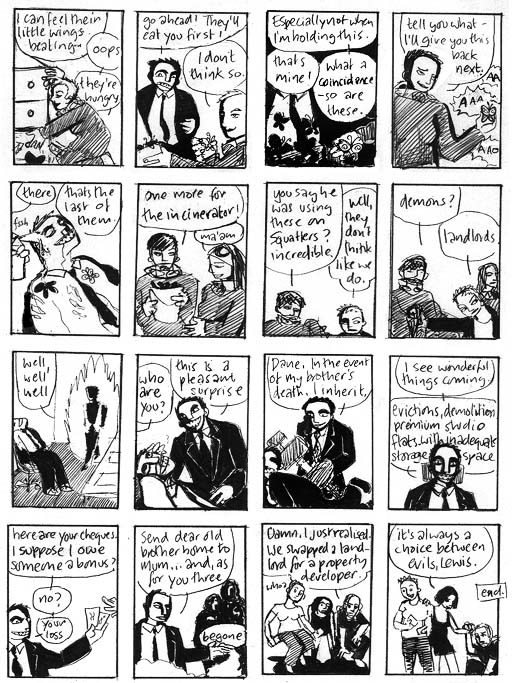 I can feel their
little wings
beating~
oops
they're
hungry
go ahead! They'll
eat you first!
I don't
think so.
Especially not when
I'm holding this.
that's
mine!
what a
coincidence
-so are
these.
tell you what -
I'll give you this
back
next.
AA
AAA
AAO
there)
fssh
thats the
last of
them.
one more for
the incinerator!
ma'am
you say he
was using
these on
squatters?
incredible.
well,
they
don't
think
like we
do.
demons?
landlords.
well
well
well
who
are
you?
this is a
pleasant
surprise
Dane. In the event
of my brother's
death, I inherit.
I see wonderful
things coming.
evictions, demolition
premium studio
flats with inadequate
storage space
here are your cheques.
I suppose I owe
someone a bonus?
no?
your
loss
Send dear old
brother home to
Mum... and, as
for you three
begone
Damn. I just realised.
We swapped a land-
lord for a property
developer.
whoa
it's always a
choice between
evils, Lewis.
end.